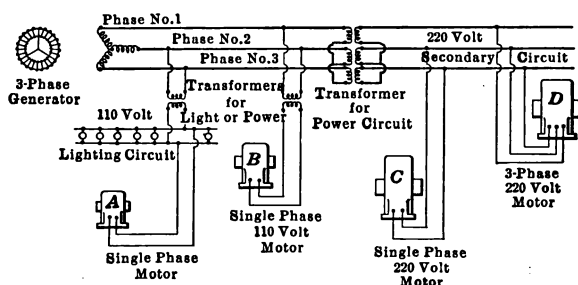 Phase No.1
Phase No.2
Phase No.3
3-Phase
Generator
220 Volt
Secondary Circuit
Transformers
for
Light or Power
Transformer
for
Power Circuit
110 Volt
Lighting Circuit
A
Single Phase
Motor
B
Single Phase
110 Volt
Motor
C
Single Phase
220 Volt
Motor
D
3-Phase
220 Volt
Motor